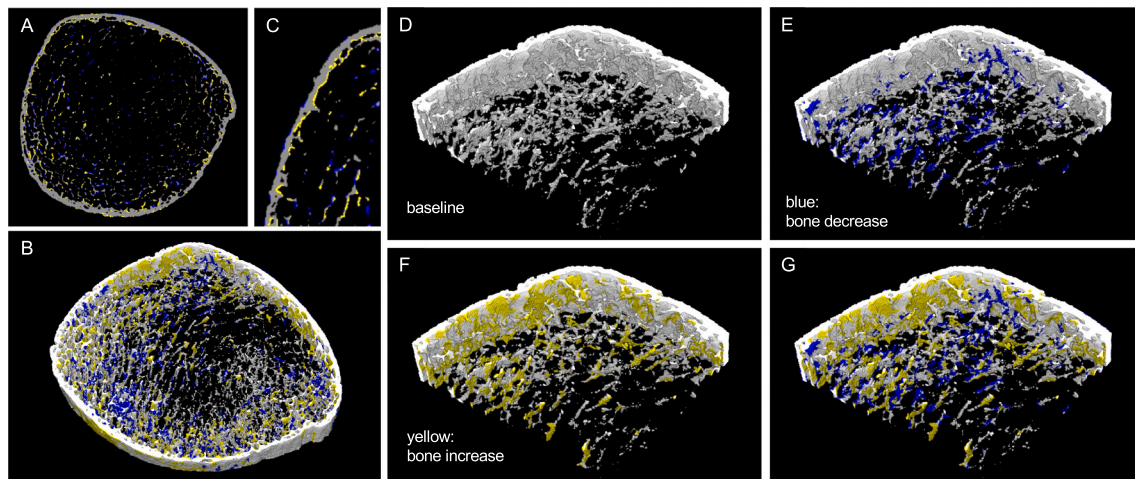 A
C
D
E
baseline
blue:
bone decrease
B
F
G
yellow:
bone increase